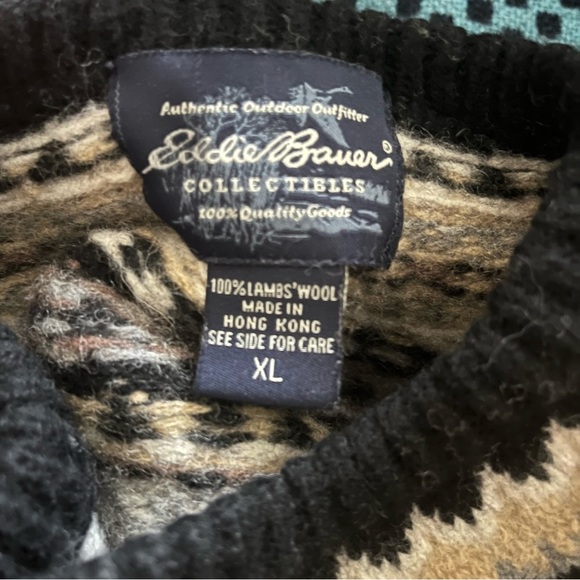 Authentic Outdoor Outfitter
Eddie Bauer®
COLLECTIBLES
100% Quality Goods
100% LAMBS' WOOL
MADE IN
HONG KONG
SEE SIDE FOR CARE
XL